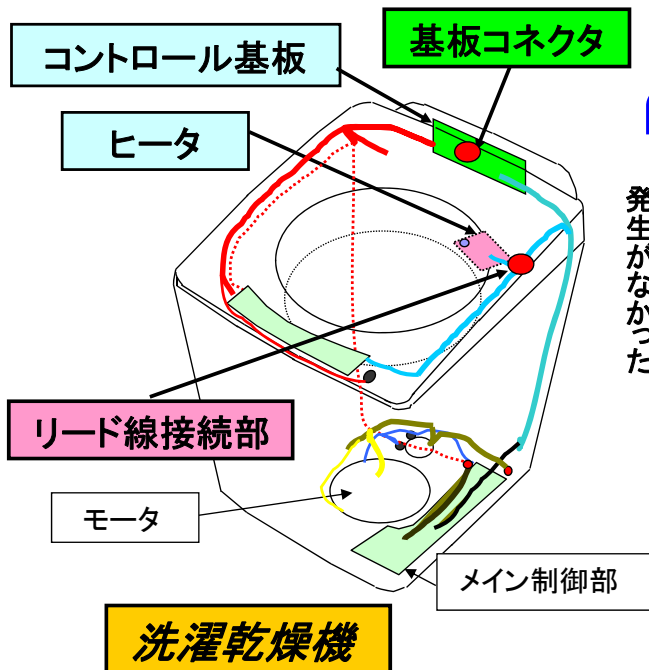 基板コネクタ
コントロール基板
ヒータ
発生がなかった
リード線接続部
モータ
メイン制御部
洗濯乾燥機